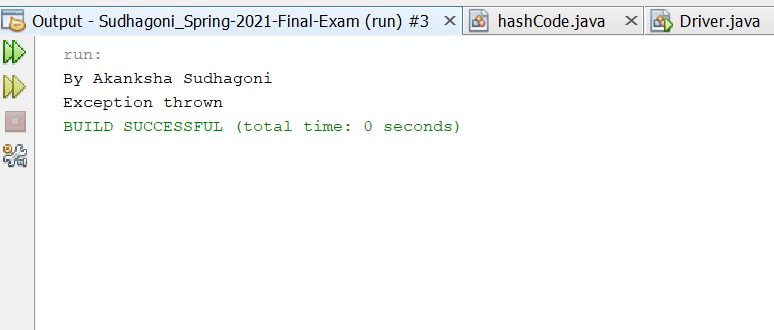 Output - Sudhagoni_Spring-2021-Final-Exam (run) #3 hashCode.java Driver.java
run:
By Akanksha Sudhagoni
Exception thrown
BUILD SUCCESSFUL (total time: 0 seconds)